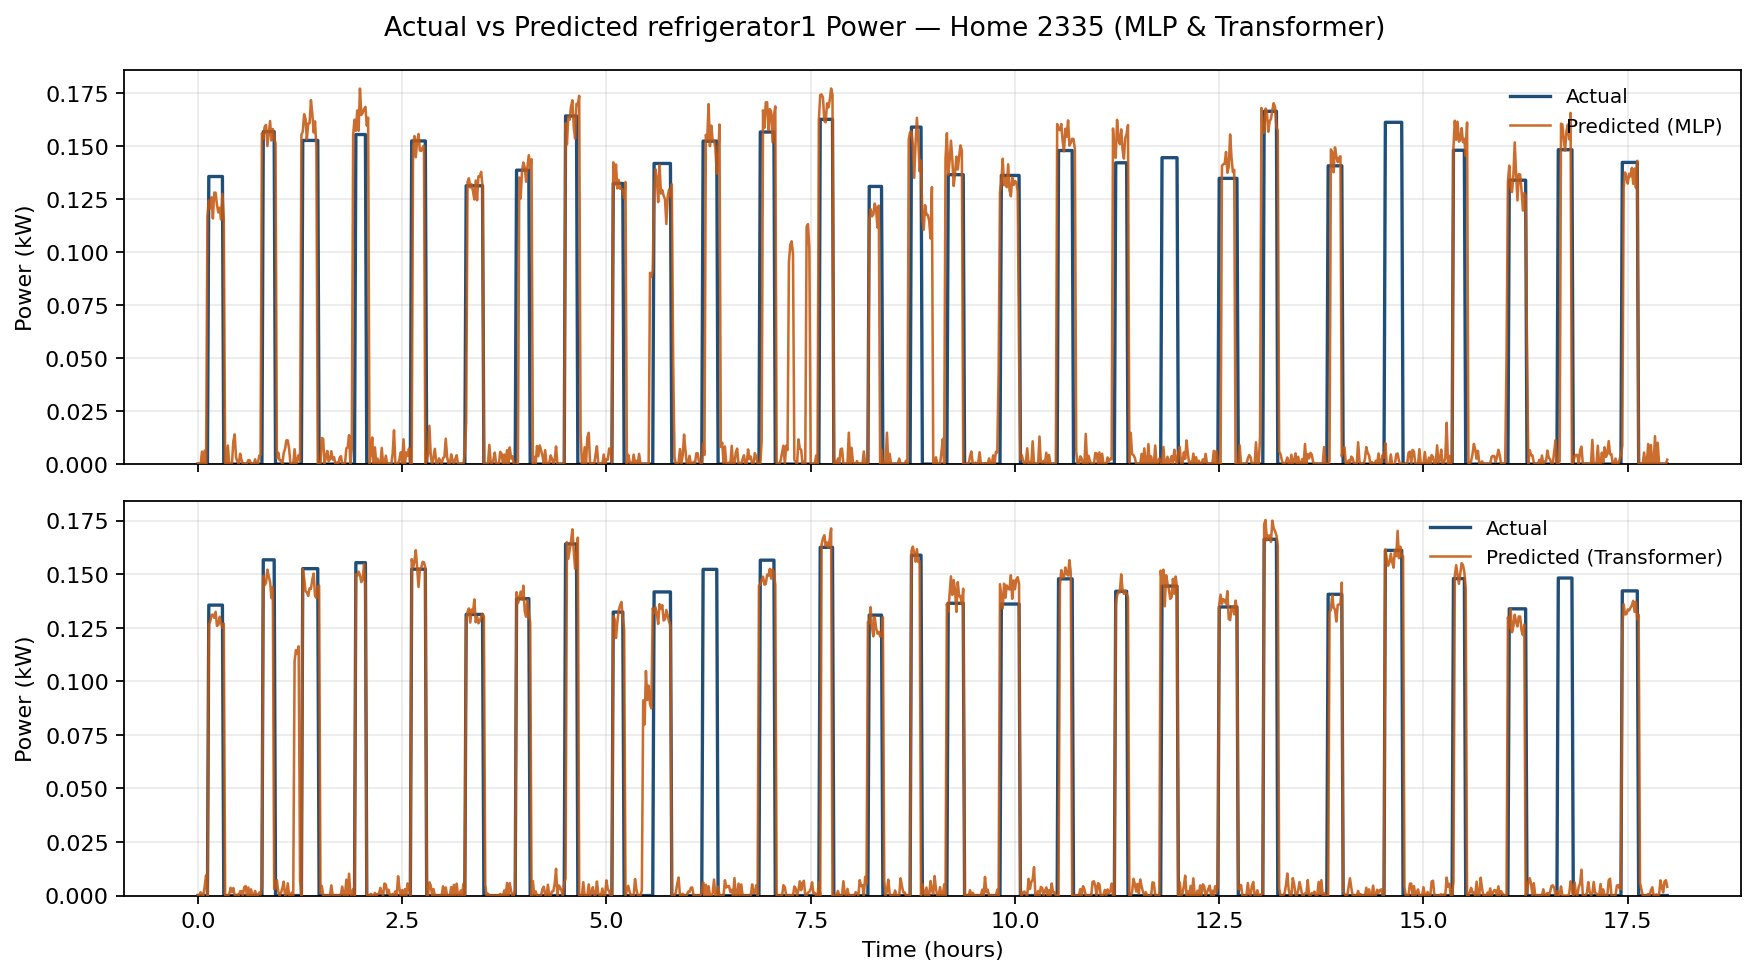 Actual vs Predicted refrigerator1 Power — Home 2335 (MLP & Transformer)
0.175
0.150
0.125
0.100
0.075
0.050
0.025
0.000
Power (kW)
Actual
Predicted (MLP)
0.175
0.150
0.125
0.100
0.075
0.050
0.025
0.000
Power (kW)
Actual
Predicted (Transformer)
0.0 2.5 5.0 7.5 10.0 12.5 15.0 17.5
Time (hours)